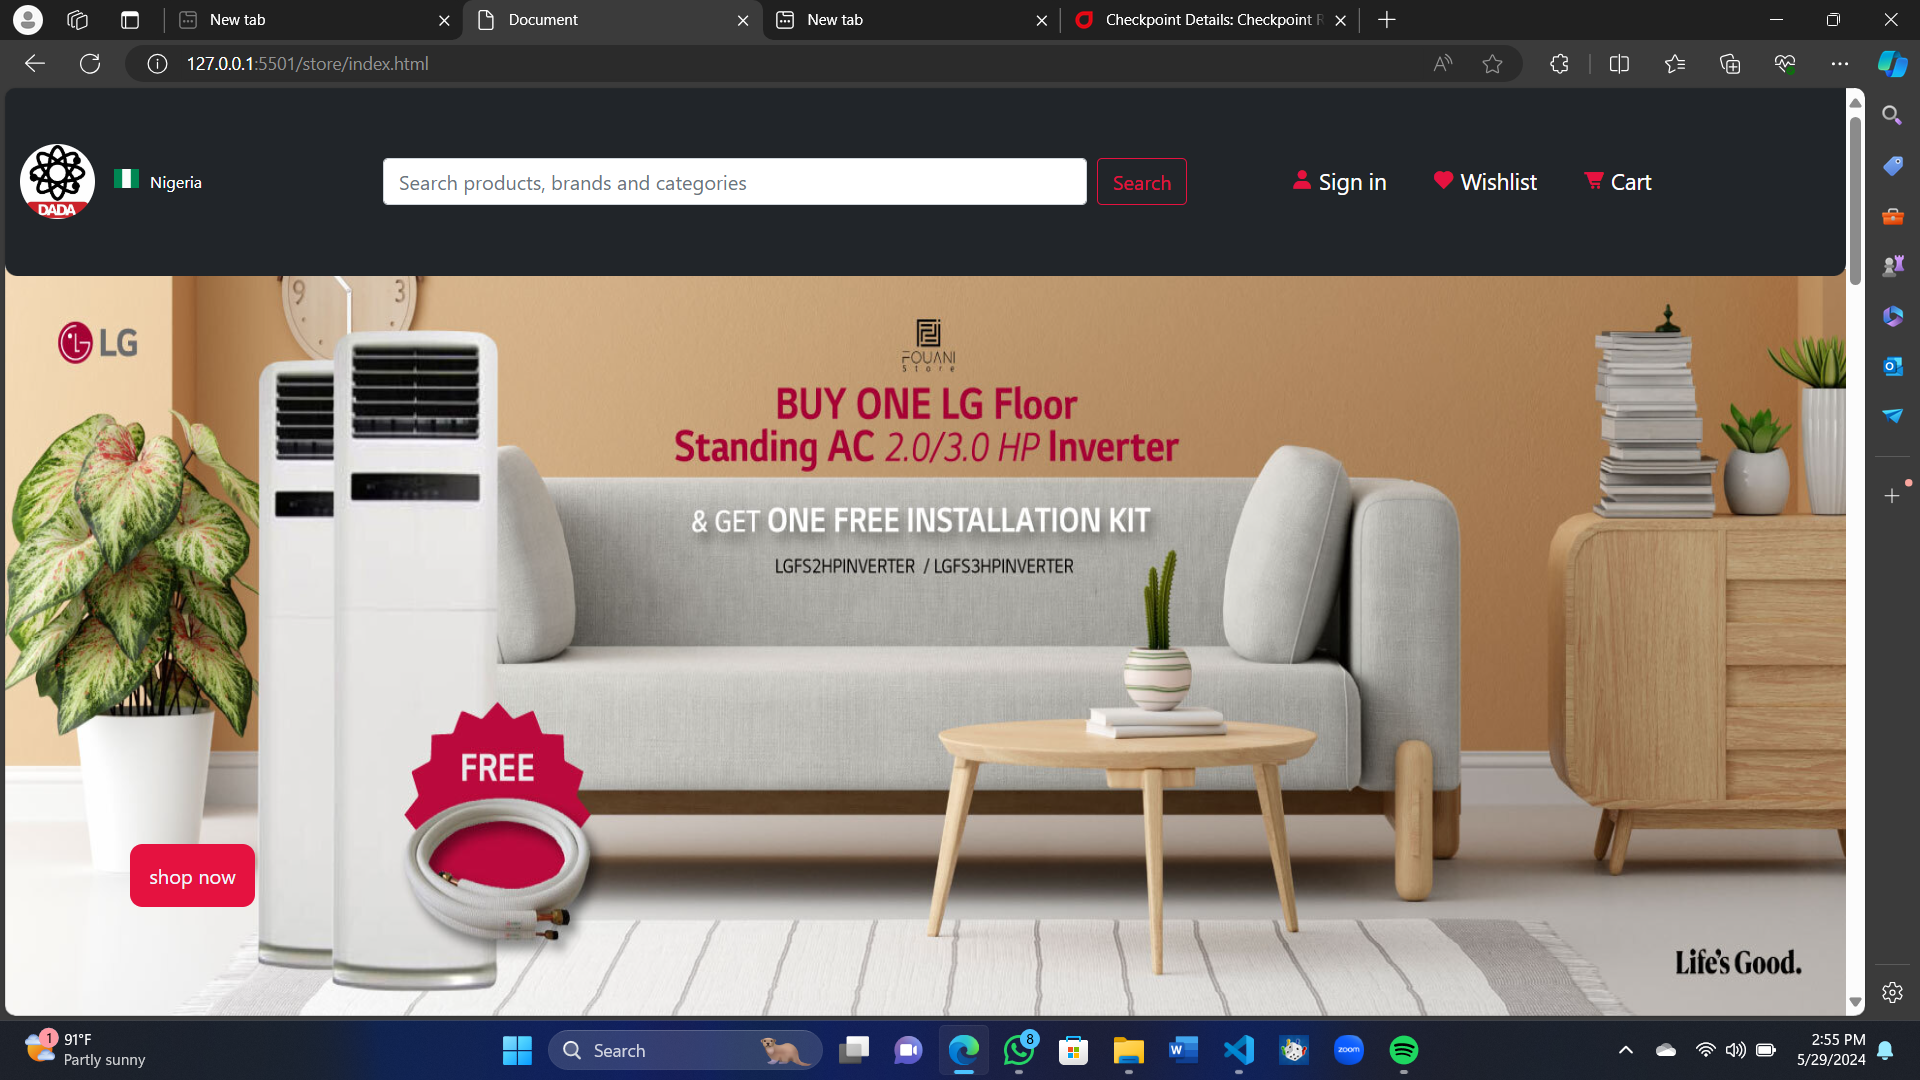 New tab
Document
New tab
Checkpoint Details: Checkpoint R
127.0.0.1:5501/store/index.html
DADA
Nigeria
Search products, brands and categories
Search
Sign in
Wishlist
Cart
9
3
LG
FOUANI
Store
BUY ONE LG Floor
Standing AC 2.0/3.0 HP Inverter
& GET ONE FREE INSTALLATION KIT
LGFS2HPINVERTER / LGFS3HPINVERTER
FREE
shop now
Life's Good.
1
91°F
Partly sunny
Search
8
W
zoom
2:55 PM
5/29/2024